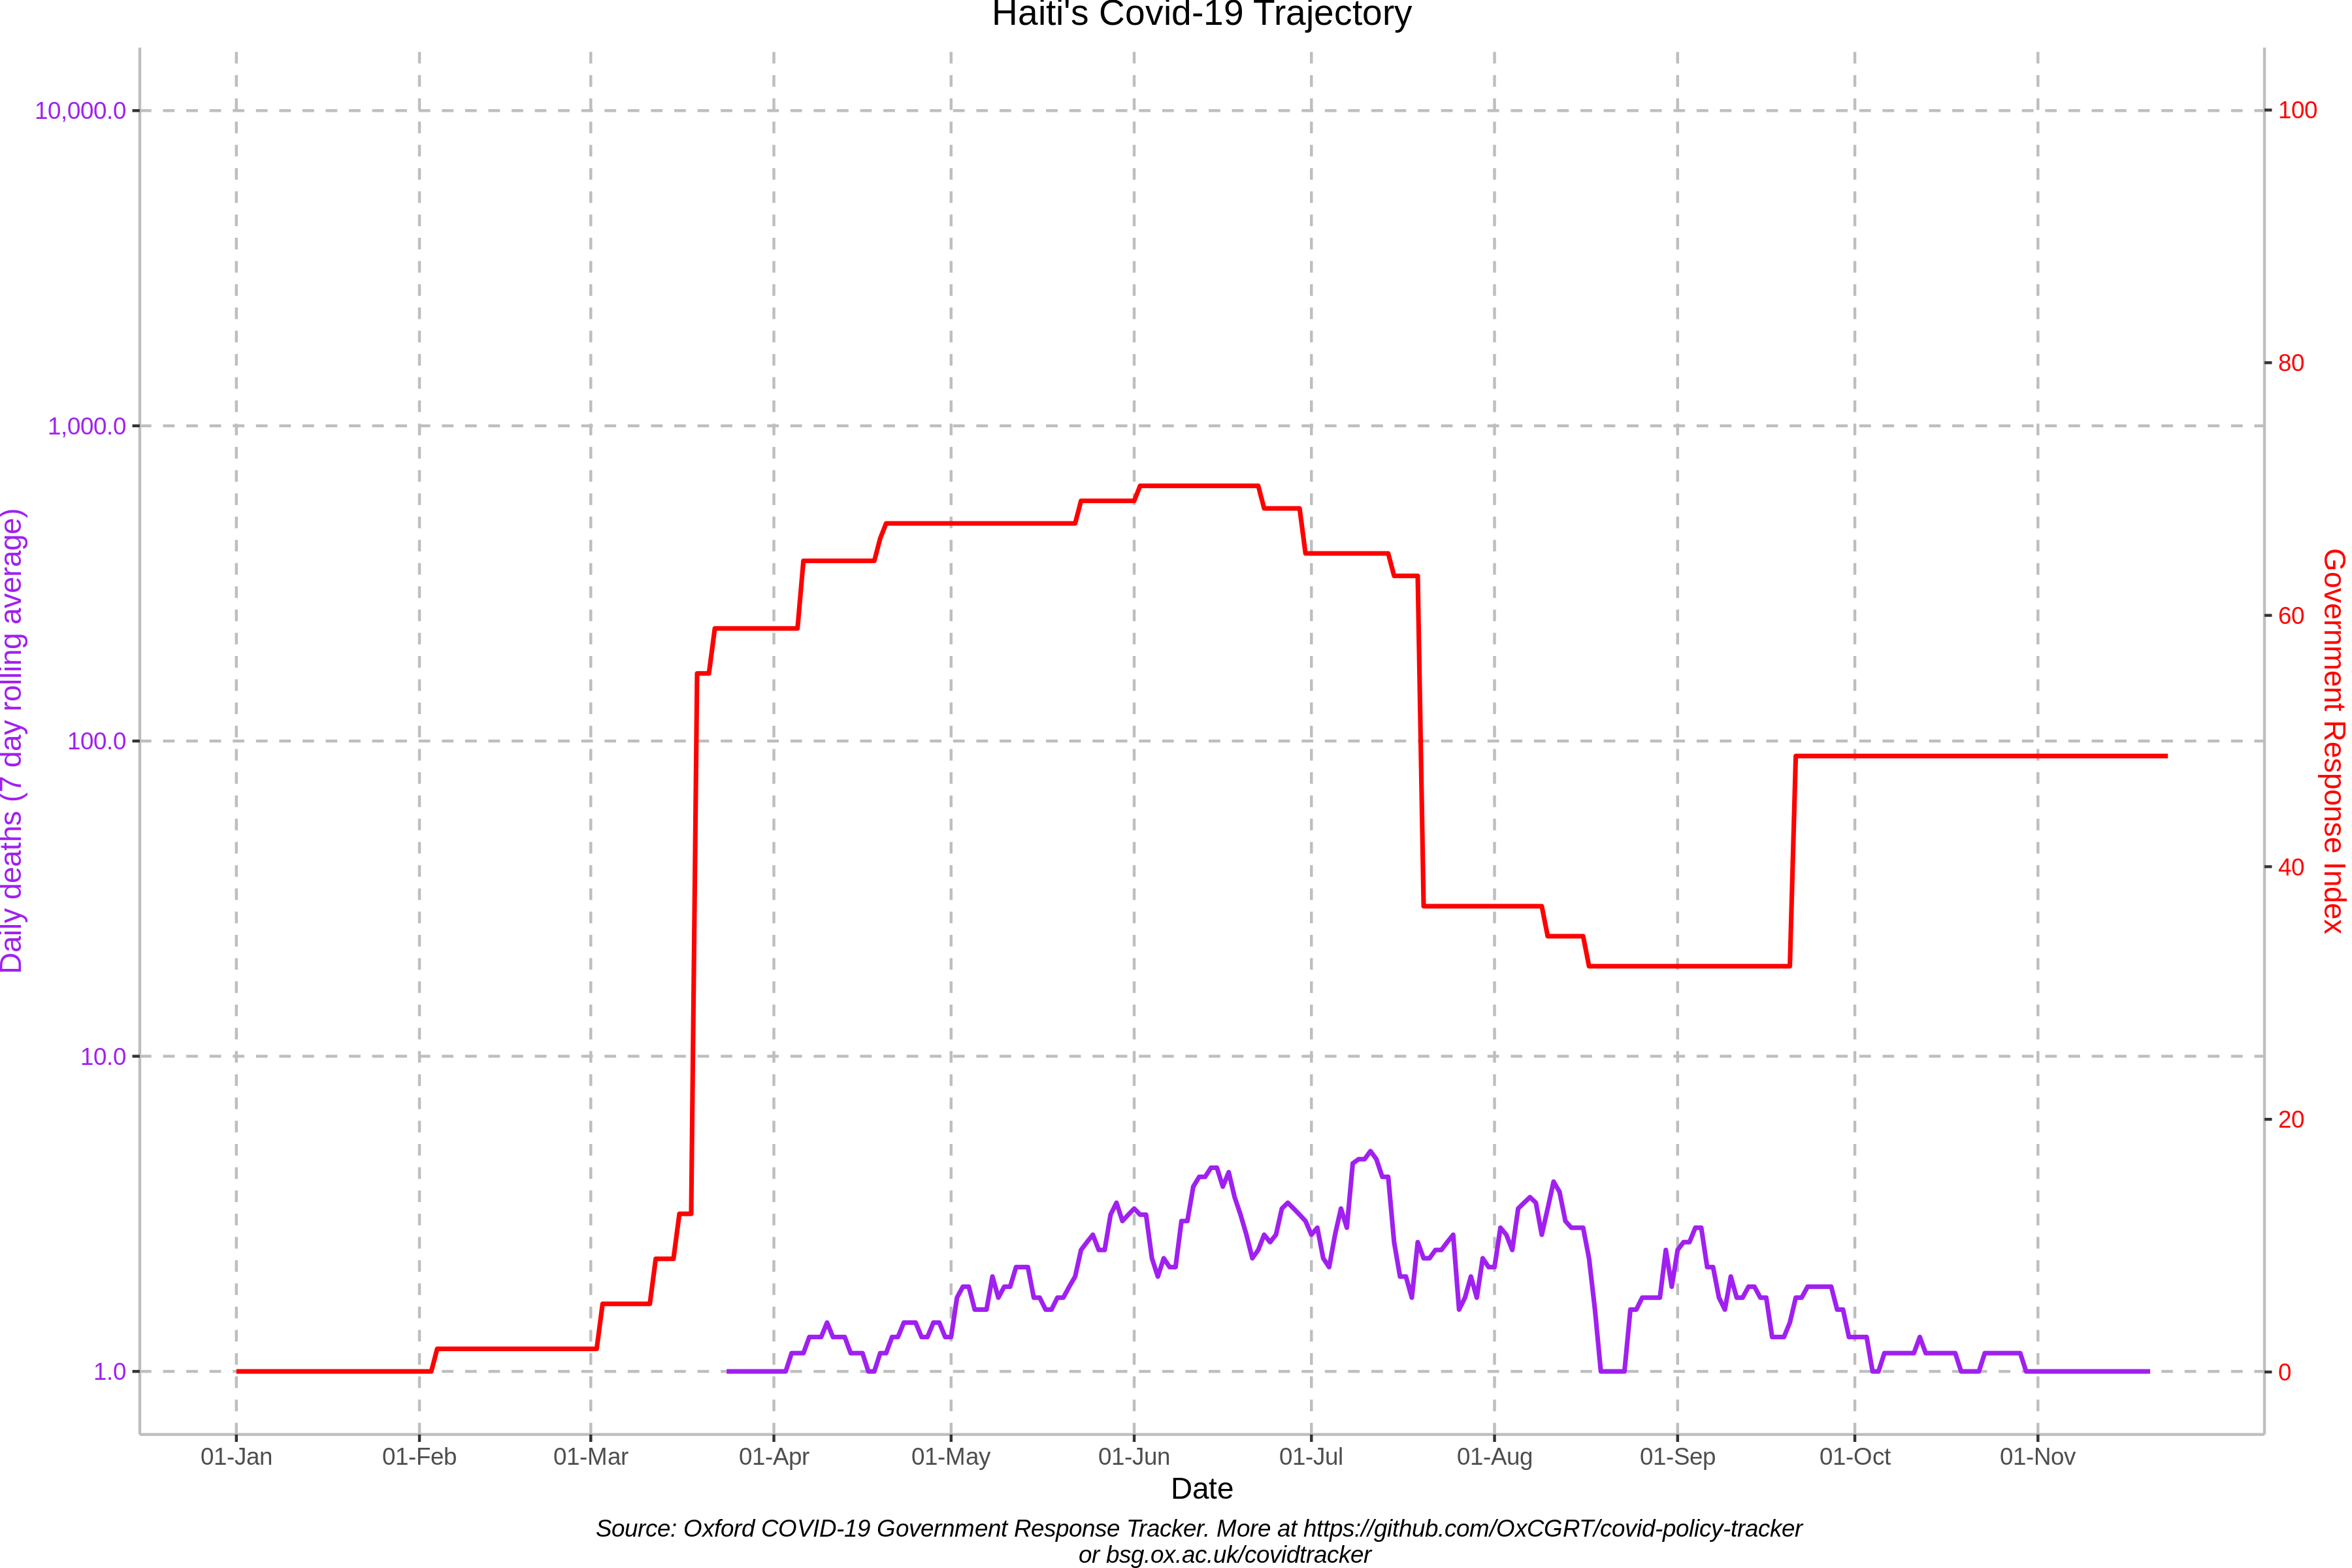 Haiti's Covid-19 Trajectory
10,000.0
1,000.0
100.0
10.0
1.0
Daily deaths (7 day rolling average)
100
80
60
40
20
0
Government Response Index
01-Jan
01-Feb
01-Mar
01-Apr
01-May
01-Jun
01-Jul
01-Aug
01-Sep
01-Oct
01-Nov
Date
Source: Oxford COVID-19 Government Response Tracker. More at https://github.com/OxCGRT/covid-policy-tracker
or bsg.ox.ac.uk/covidtracker